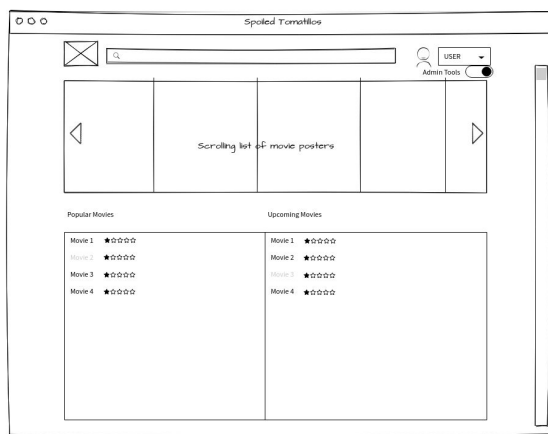 Spoiled Tomatillos
USER
Admin Tools
Scrolling list of movie posters
Popular Movies
Upcoming Movies
Movie 1
Movie 2
Movie 3
Movie 4
Movie 1
Movie 2
Movie 3
Movie 4